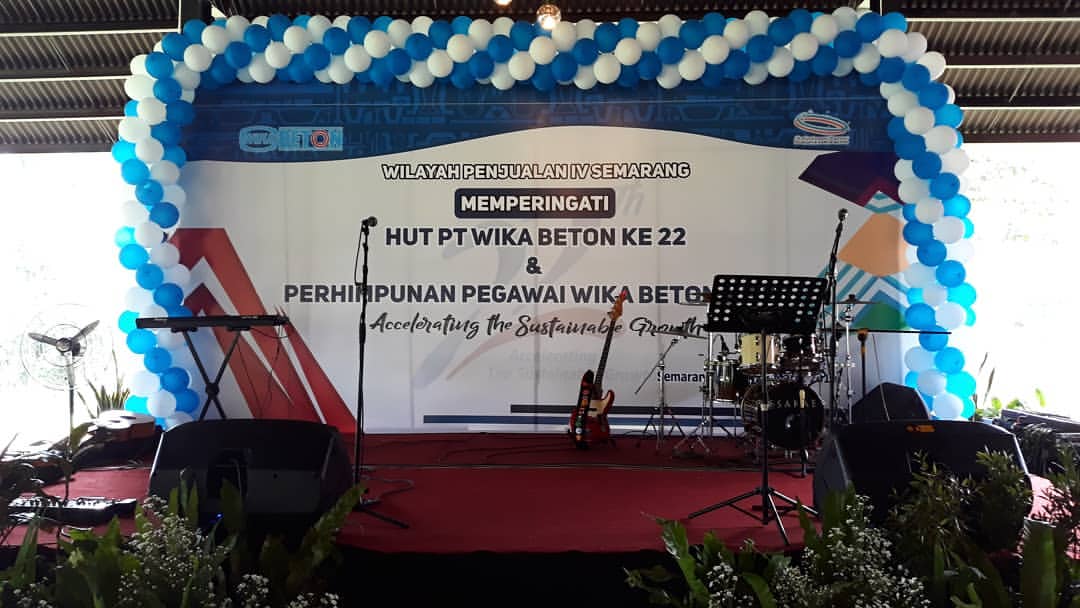 WIKA BETON
WILAYAH PENJUALAN IV SEMARANG
MEMPERINGATI
HUT PT WIKA BETON KE 22
&
PERHIMPUNAN PEGAWAI WIKA BETON
Accelerating the Sustainable Growth
Accelerating
Semarang